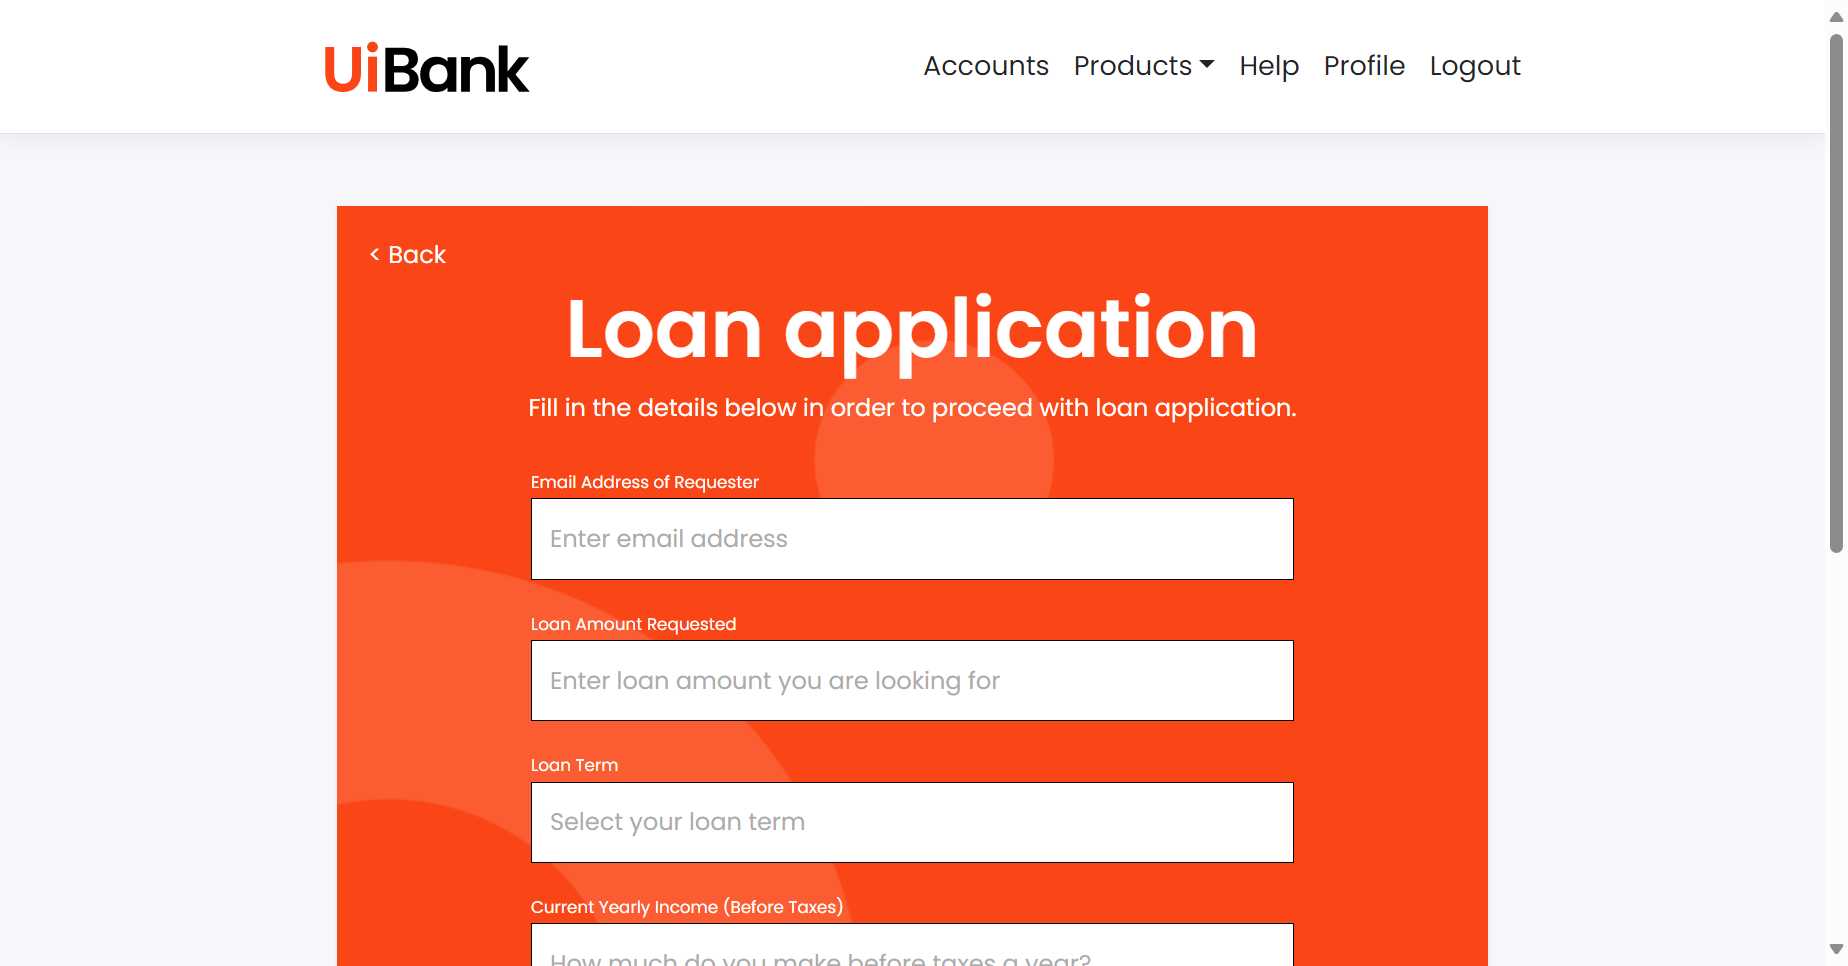 UiBank
Accounts Products Help Profile Logout
< Back
Loan application
Fill in the details below in order to proceed with loan application.
Email Address of Requester
Enter email address
Loan Amount Requested
Enter loan amount you are looking for
Loan Term
Select your loan term
Current Yearly Income (Before Taxes)
How much do you make before taxes a year?